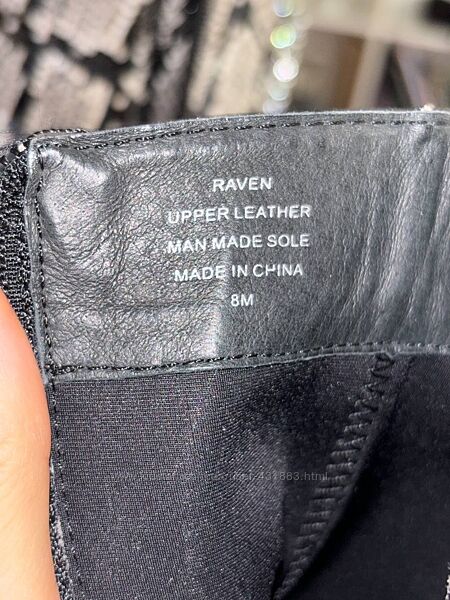 RAVEN
UPPER LEATHER
MAN MADE SOLE
MADE IN CHINA
8M